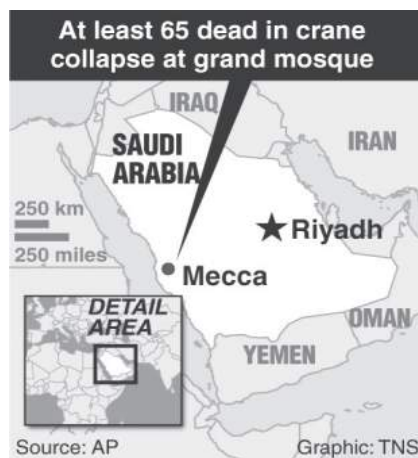 At least 65 dead in crane
collapse at grand mosque
IRAQ
IRAN
SAUDI
ARABIA
250 km
250 miles
Riyadh
Mecca
DETAIL
AREA
OMAN
YEMEN
Source: AP
Graphic: TNS